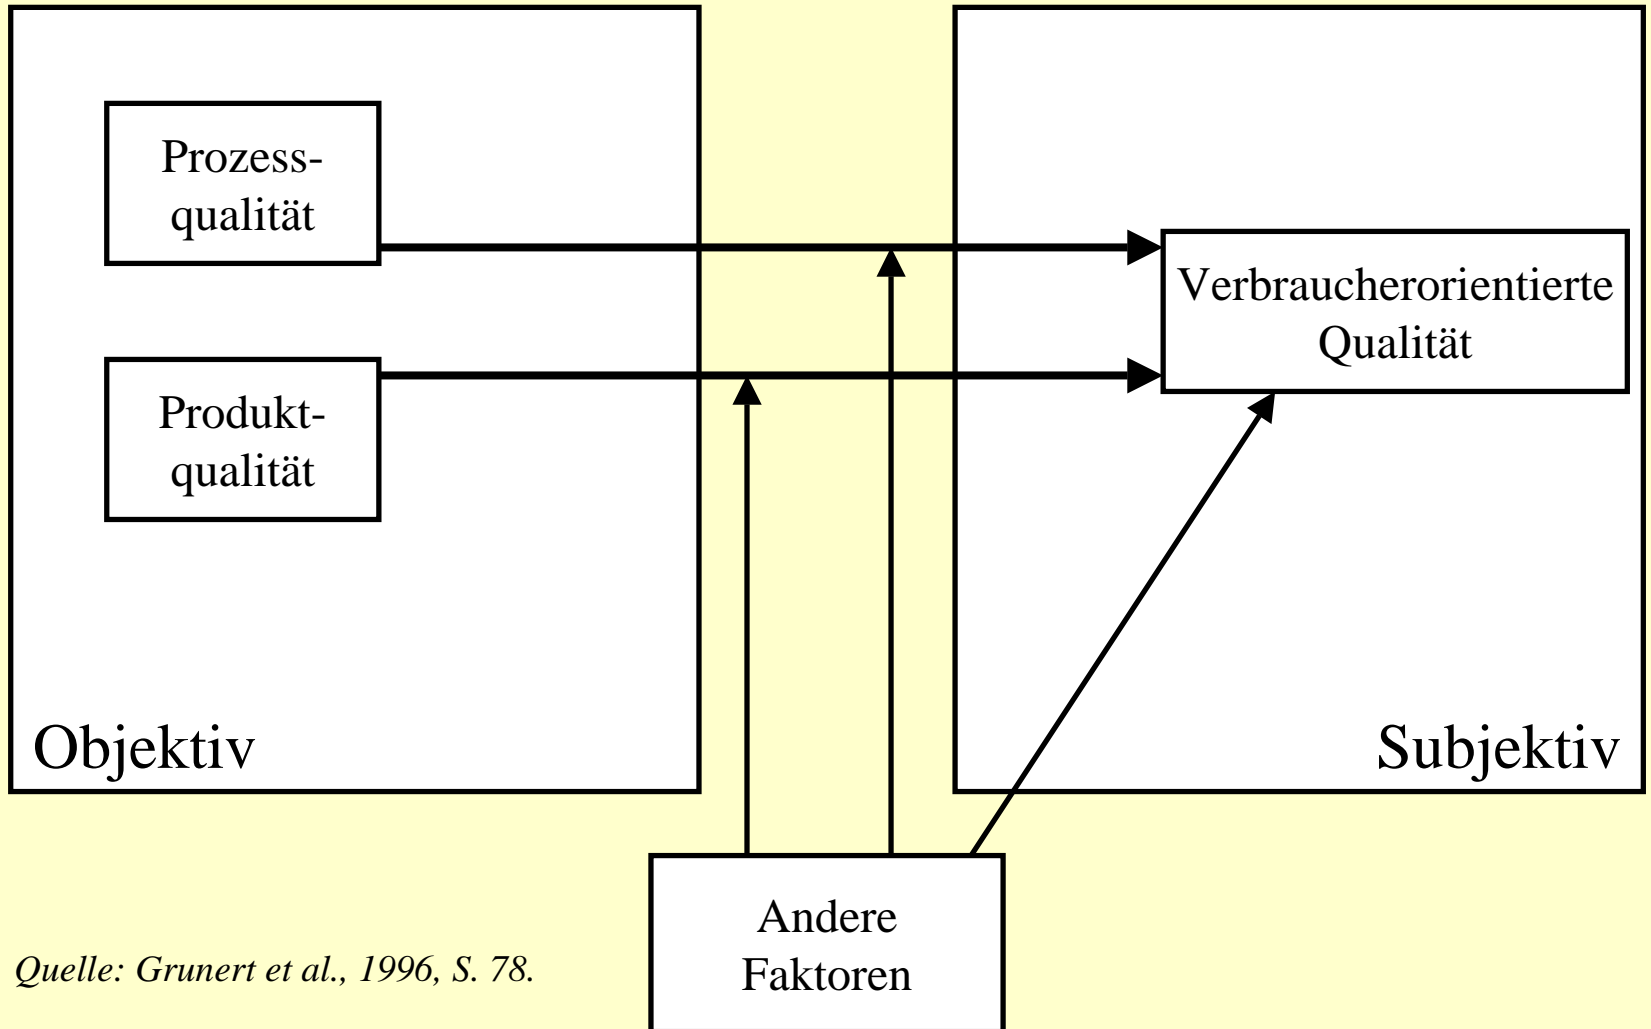 Prozess-
qualität
Verbraucherorientierte
Qualität
Produkt-
qualität
Objektiv
Subjektiv
Andere
Faktoren
Quelle: Grunert et al., 1996, S. 78.